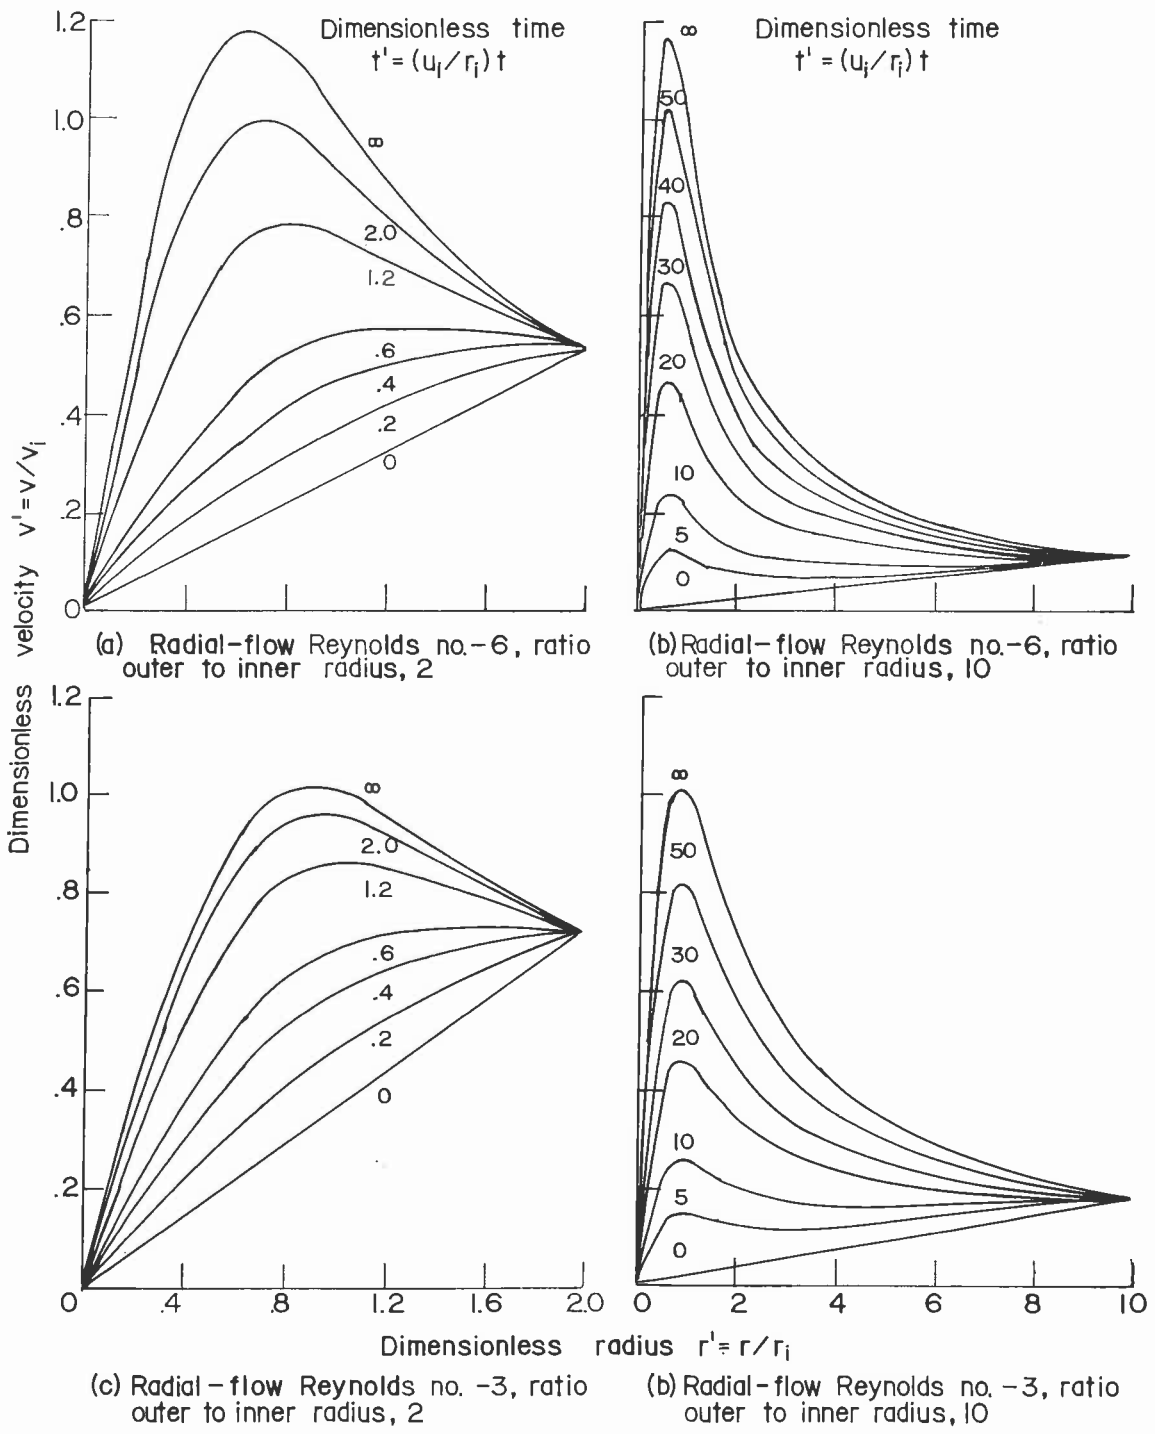 Dimensionless time
t' = (ui/ri) t
1.2
1.0
.8
.6
.4
.2
0
∞
2.0
1.2
.6
.4
.2
0
(a) Radial-flow Reynolds no.-6, ratio
outer to inner radius, 2
Dimensionless time
t' = (ui/ri) t
∞
50
40
30
20
10
5
0
(b) Radial-flow Reynolds no.-6, ratio
outer to inner radius, 10
Dimensionless velocity v' = v/vi
1.2
1.0
.8
.6
.4
.2
0
∞
2.0
1.2
.6
.4
.2
0
.4 .8 1.2 1.6 2.0
∞
50
30
20
10
5
0
0 2 4 6 8 10
Dimensionless radius r' = r/ri
(c) Radial-flow Reynolds no. -3, ratio
outer to inner radius, 2
(b) Radial-flow Reynolds no. -3, ratio
outer to inner radius, 10